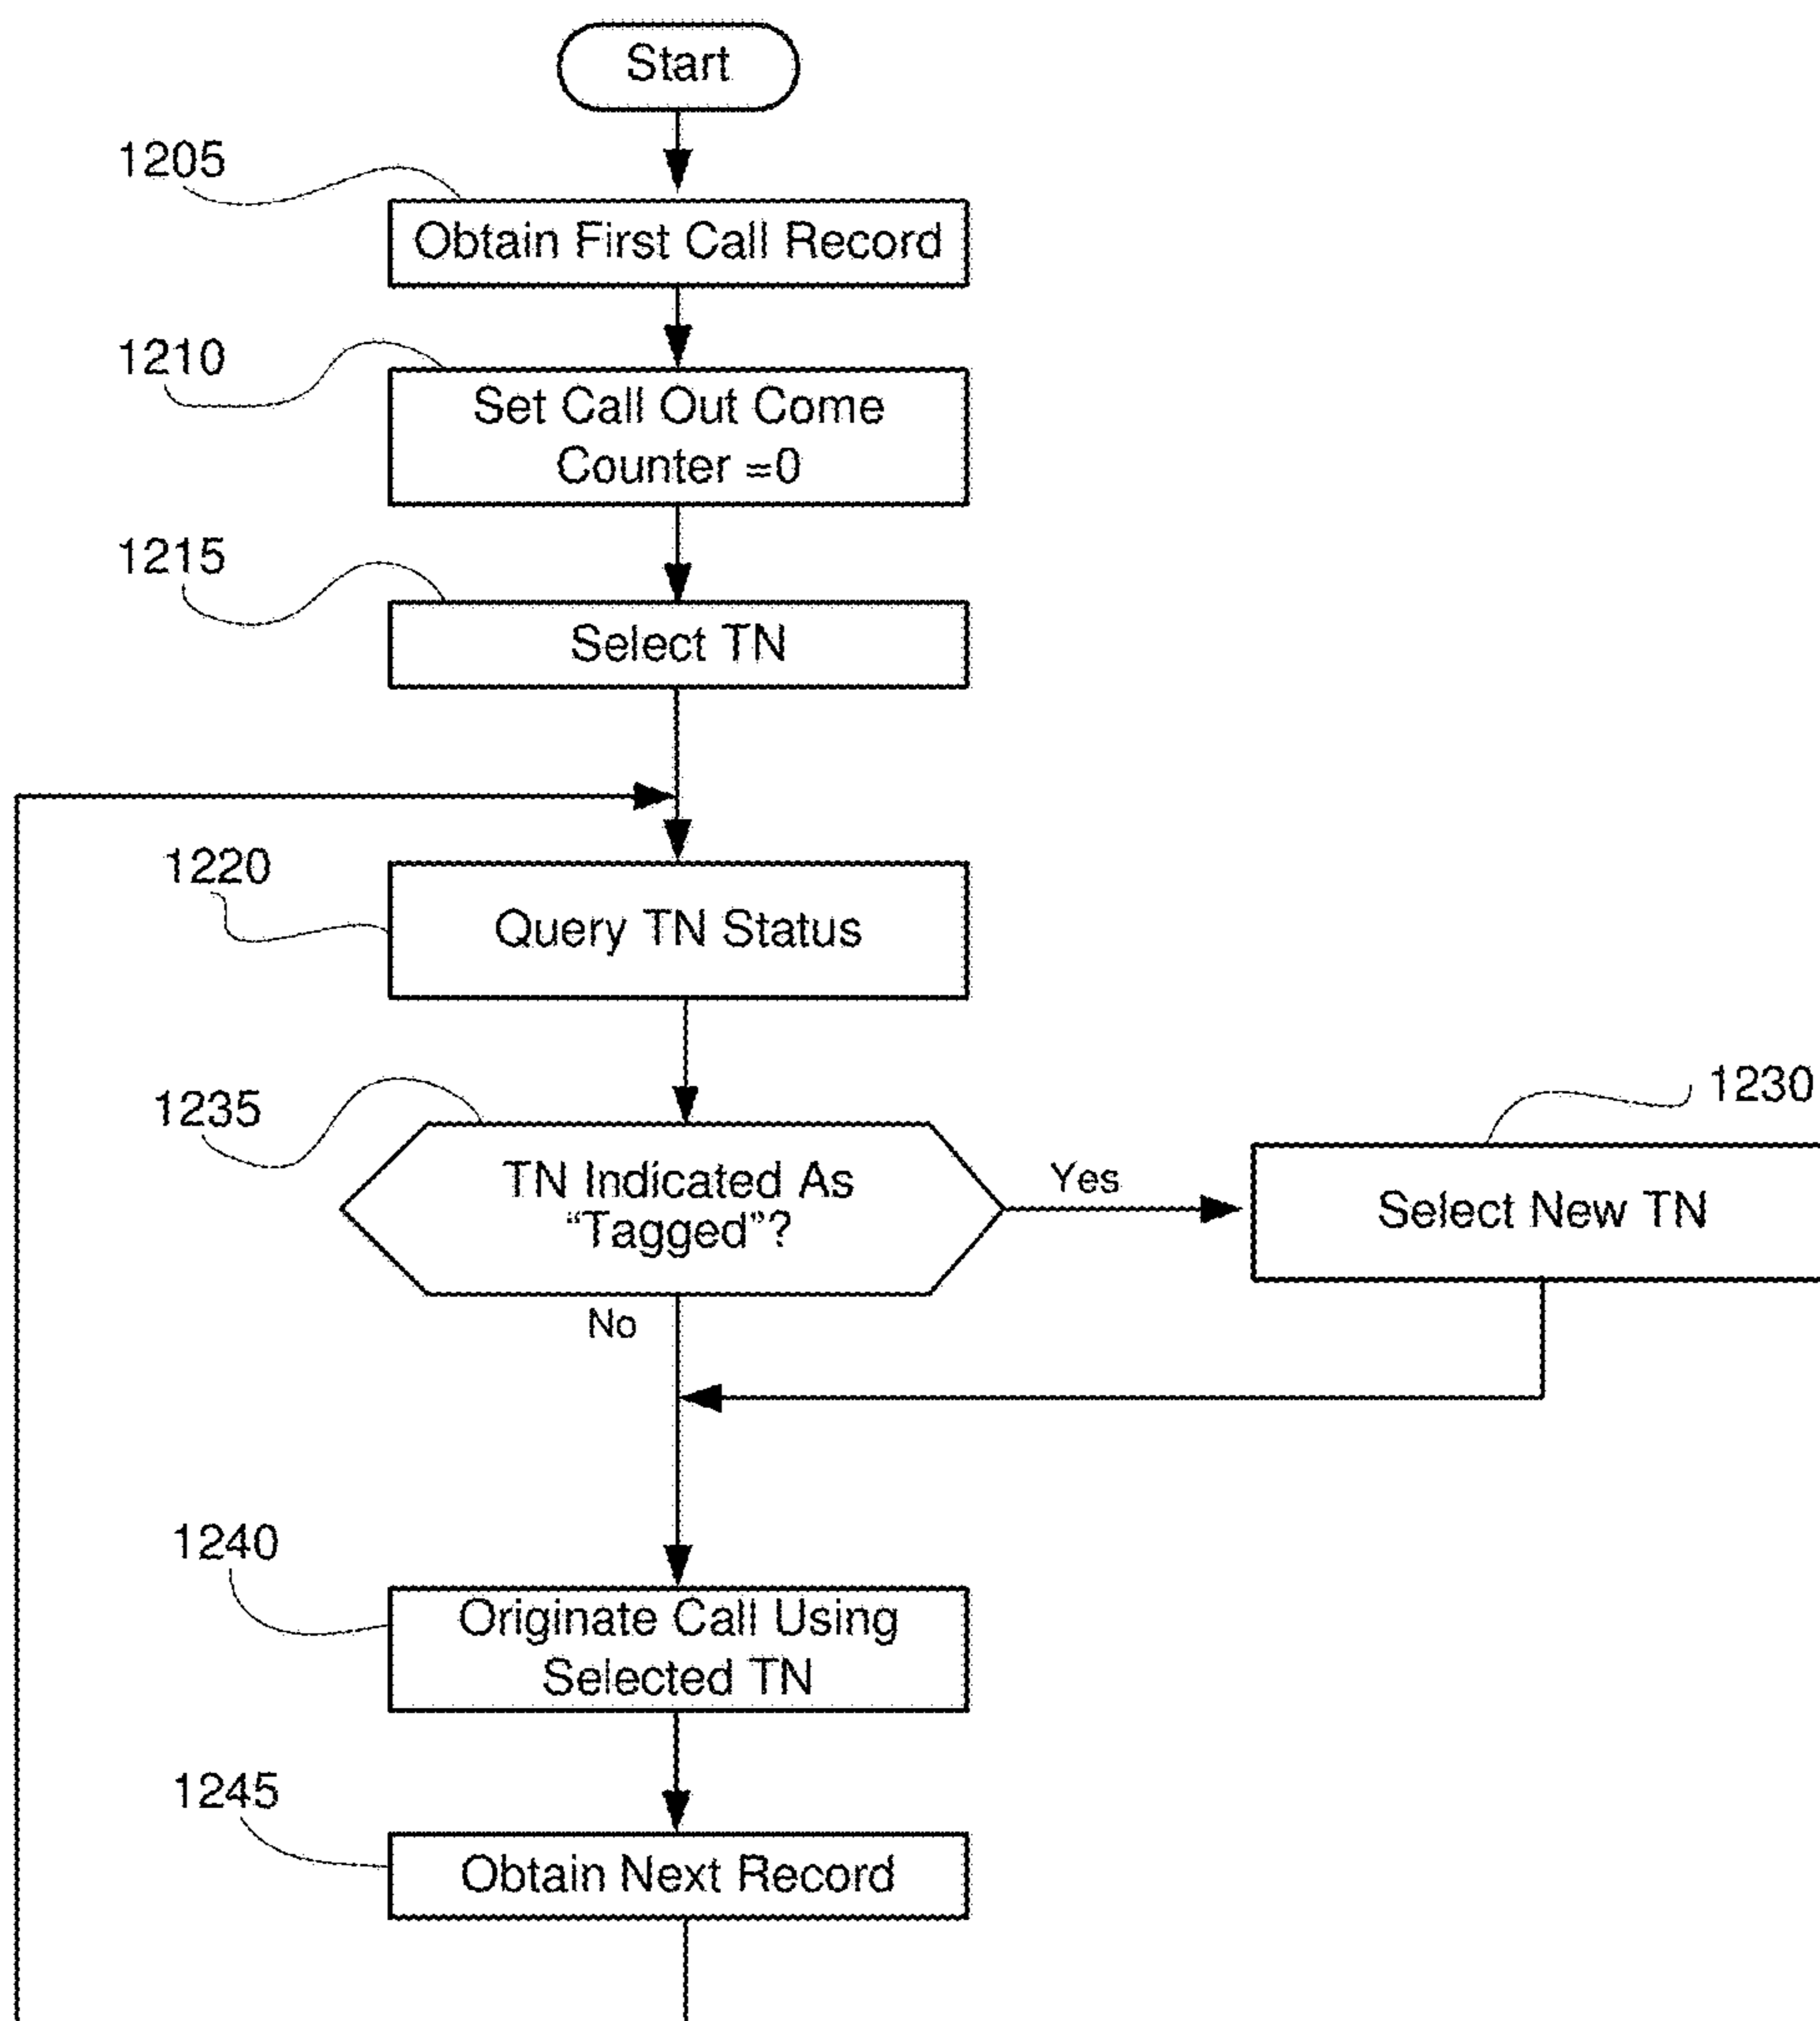 Start
1205
Obtain First Call Record
1210
Set Call Out Come
Counter =0
1215
Select TN
1220
Query TN Status
1235
TN Indicated As
“Tagged”?
Yes
1230
Select New TN
No
1240
Originate Call Using
Selected TN
1245
Obtain Next Record